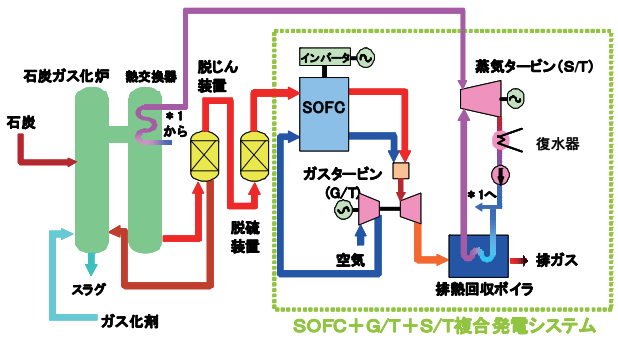 石炭ガス化炉
熱交換器
脱じん
装置
インバータ
蒸気タービン(S/T)
SOFC
石炭
*1
から
復水器
ガスタービン
(G/T)
*1へ
脱硫
装置
空気
排ガス
スラグ
排熱回収ボイラ
ガス化剤
SOFC+G/T+S/T複合発電システム